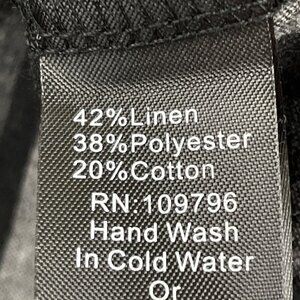 42%Linen
38%Polyester
20%Cotton
RN:109796
Hand Wash
In Cold Water
Or